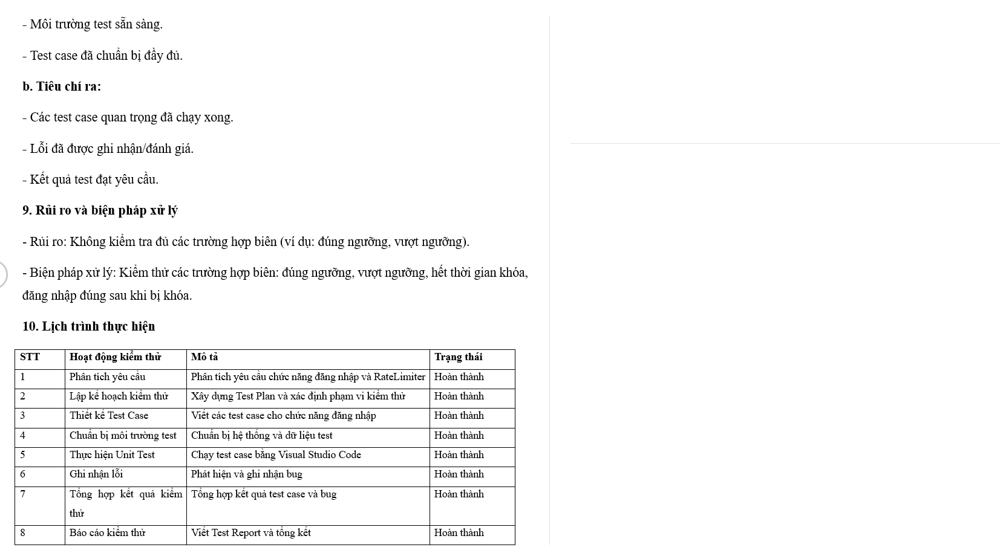 - Môi trường test sẵn sàng.
- Test case đã chuẩn bị đầy đủ.
b. Tiêu chí ra:
- Các test case quan trọng đã chạy xong.
- Lỗi đã được ghi nhận/đánh giá.
- Kết quả test đạt yêu cầu.
9. Rủi ro và biện pháp xử lý
- Rủi ro: Không kiểm tra đủ các trường hợp biên (ví dụ: đúng ngưỡng, vượt ngưỡng).
- Biện pháp xử lý: Kiểm thử các trường hợp biên: đúng ngưỡng, vượt ngưỡng, hết thời gian khóa,
đăng nhập đúng sau khi bị khóa.
10. Lịch trình thực hiện
STT Hoạt động kiểm thử Mô tả Trạng thái
1 Phân tích yêu cầu Phân tích yêu cầu chức năng đăng nhập và RateLimiter Hoàn thành
2 Lập kế hoạch kiểm thử Xây dựng Test Plan và xác định phạm vi kiểm thử Hoàn thành
3 Thiết kế Test Case Viết các test case cho chức năng đăng nhập Hoàn thành
4 Chuẩn bị môi trường test Chuẩn bị hệ thống và dữ liệu test Hoàn thành
5 Thực hiện Unit Test Chạy test case bằng Visual Studio Code Hoàn thành
6 Ghi nhận lỗi Phát hiện và ghi nhận bug Hoàn thành
7 Tổng hợp kết quả kiểm Tổng hợp kết quả test case và bug Hoàn thành
thử
8 Báo cáo kiểm thử Viết Test Report và tổng kết Hoàn thành